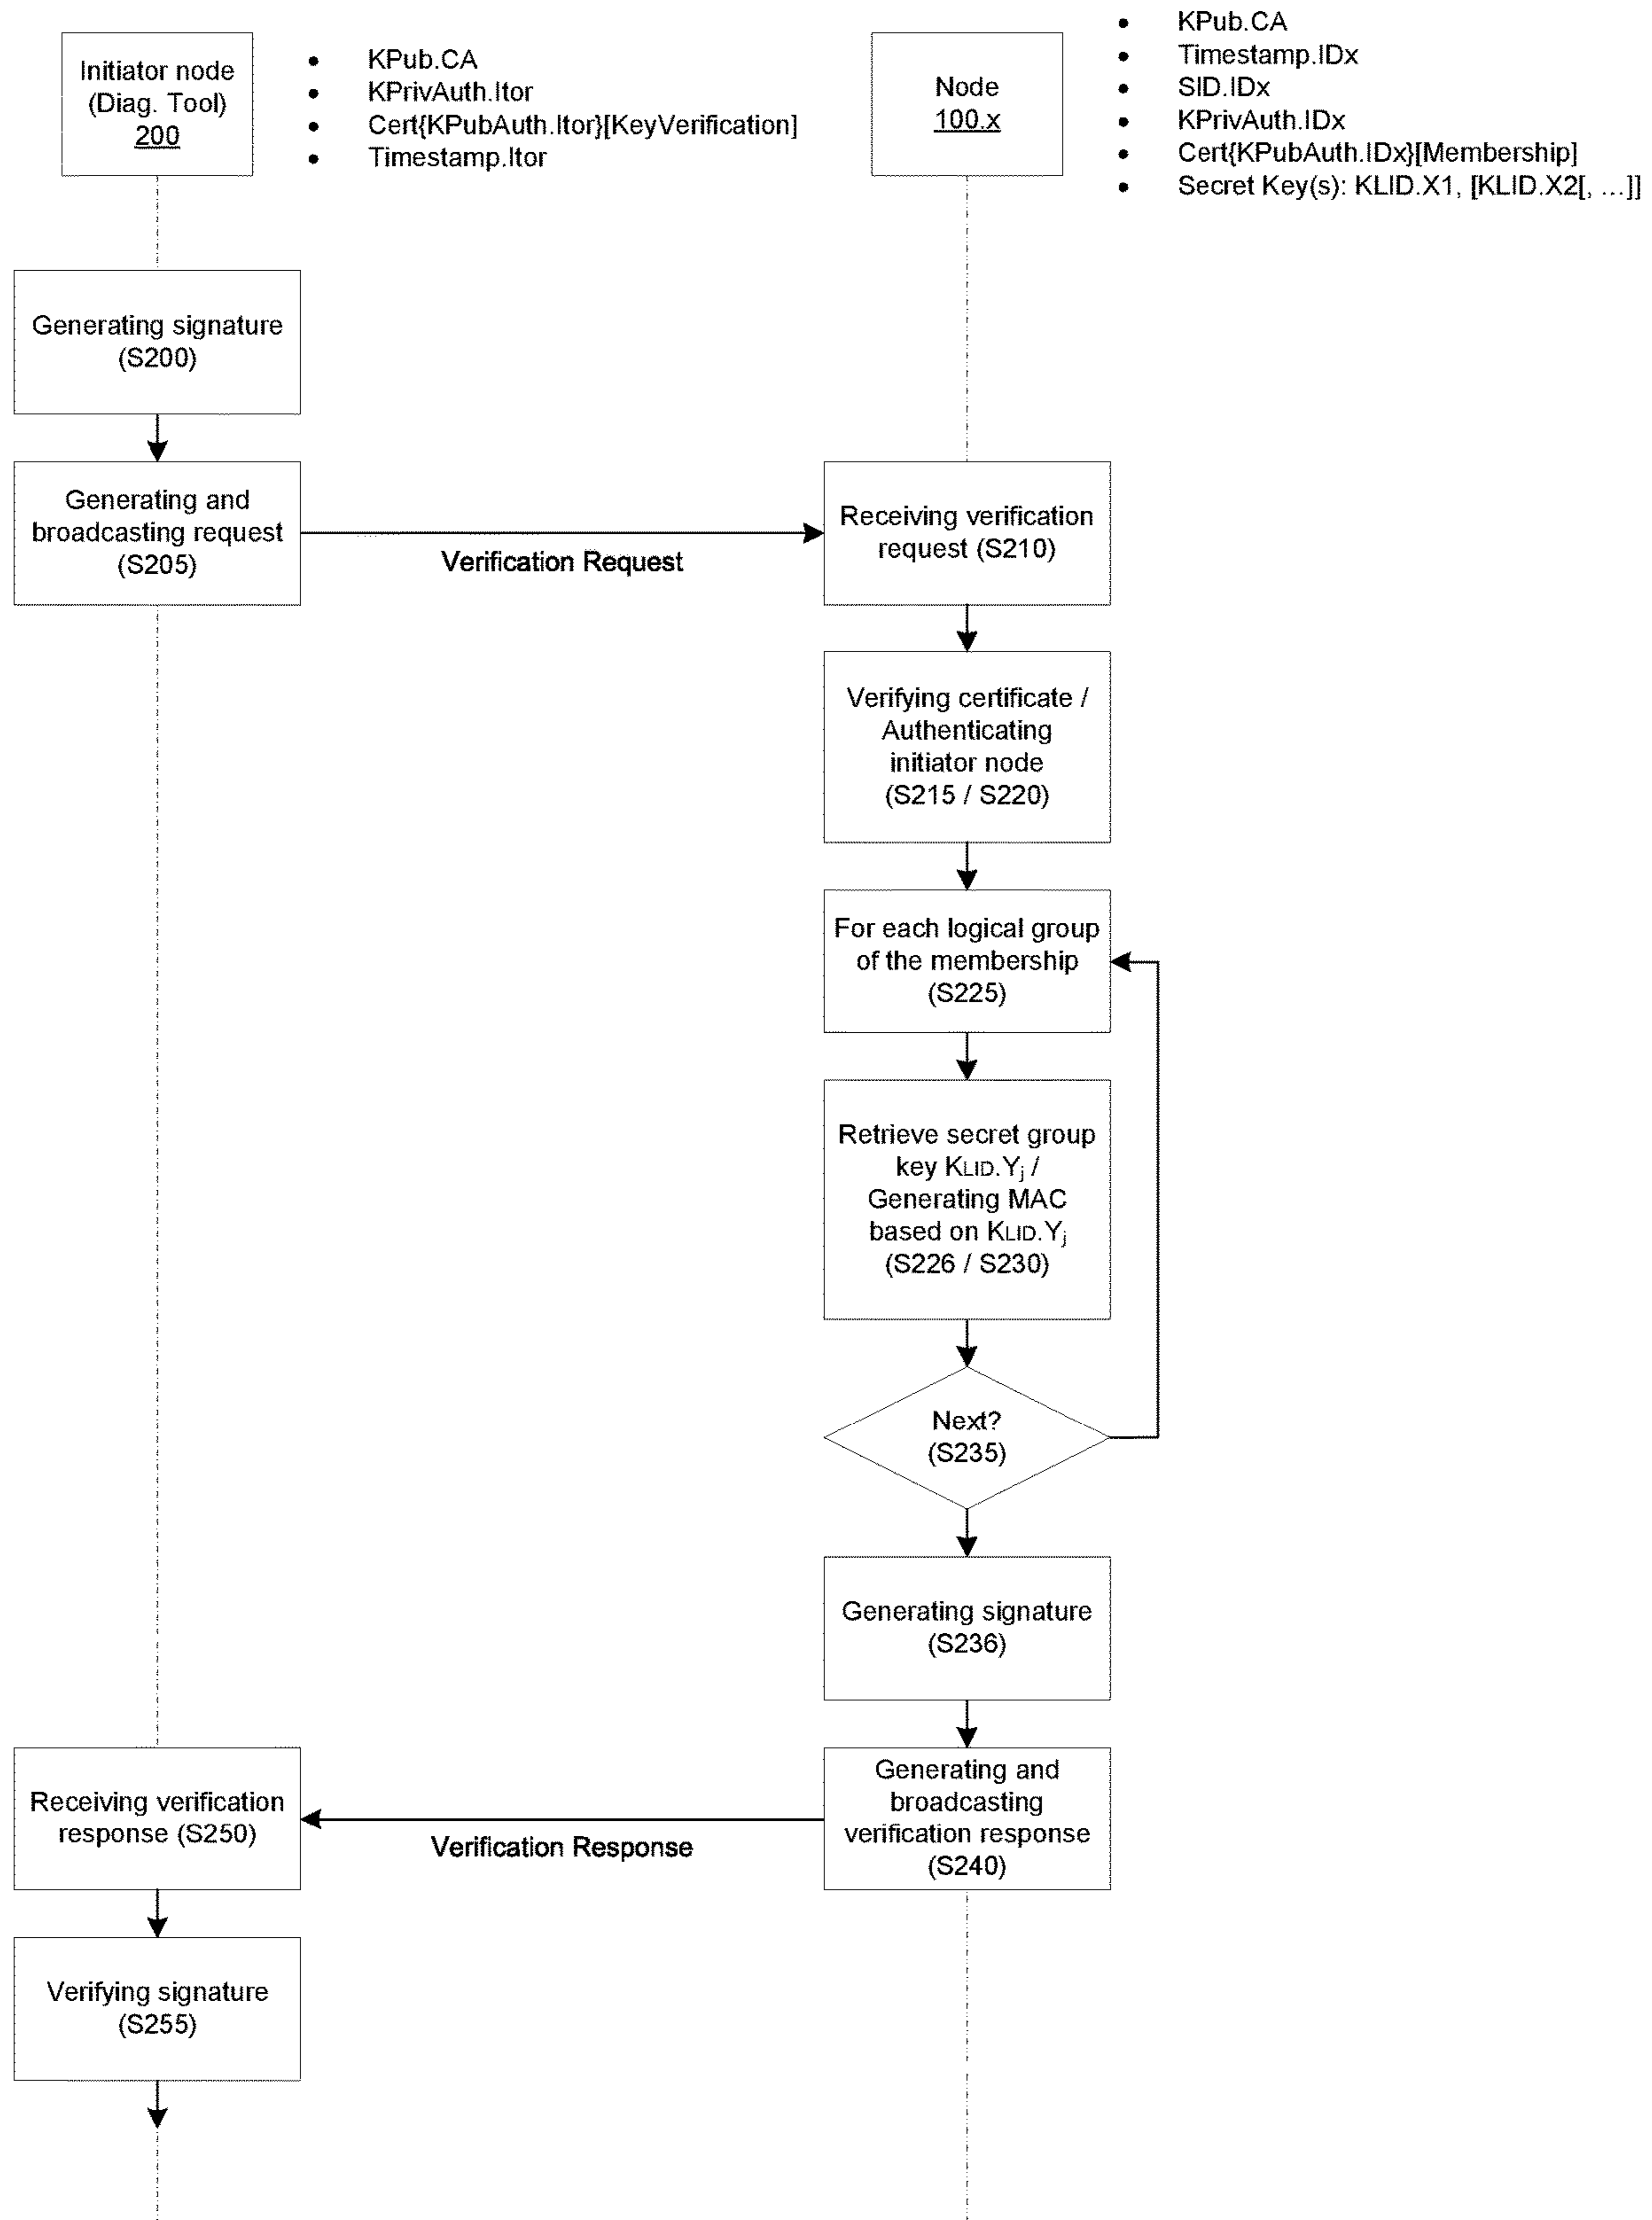 Initiator node
(Diag. Tool)
200
• KPub.CA
• KPrivAuth.Itor
• Cert{KPubAuth.Itor}[KeyVerification]
• Timestamp.Itor
Node
100.x
• KPub.CA
• Timestamp.IDx
• SID.IDx
• KPrivAuth.IDx
• Cert{KPubAuth.IDx}[Membership]
• Secret Key(s): KLID.X1, [KLID.X2[, ...]]
Generating signature
(S200)
Generating and
broadcasting request
(S205)
Verification Request
Receiving verification
request (S210)
Verifying certificate /
Authenticating
initiator node
(S215 / S220)
For each logical group
of the membership
(S225)
Retrieve secret group
key KLID.Yj /
Generating MAC
based on KLID.Yj
(S226 / S230)
Next?
(S235)
Generating signature
(S236)
Generating and
broadcasting
verification response
(S240)
Verification Response
Receiving verification
response (S250)
Verifying signature
(S255)